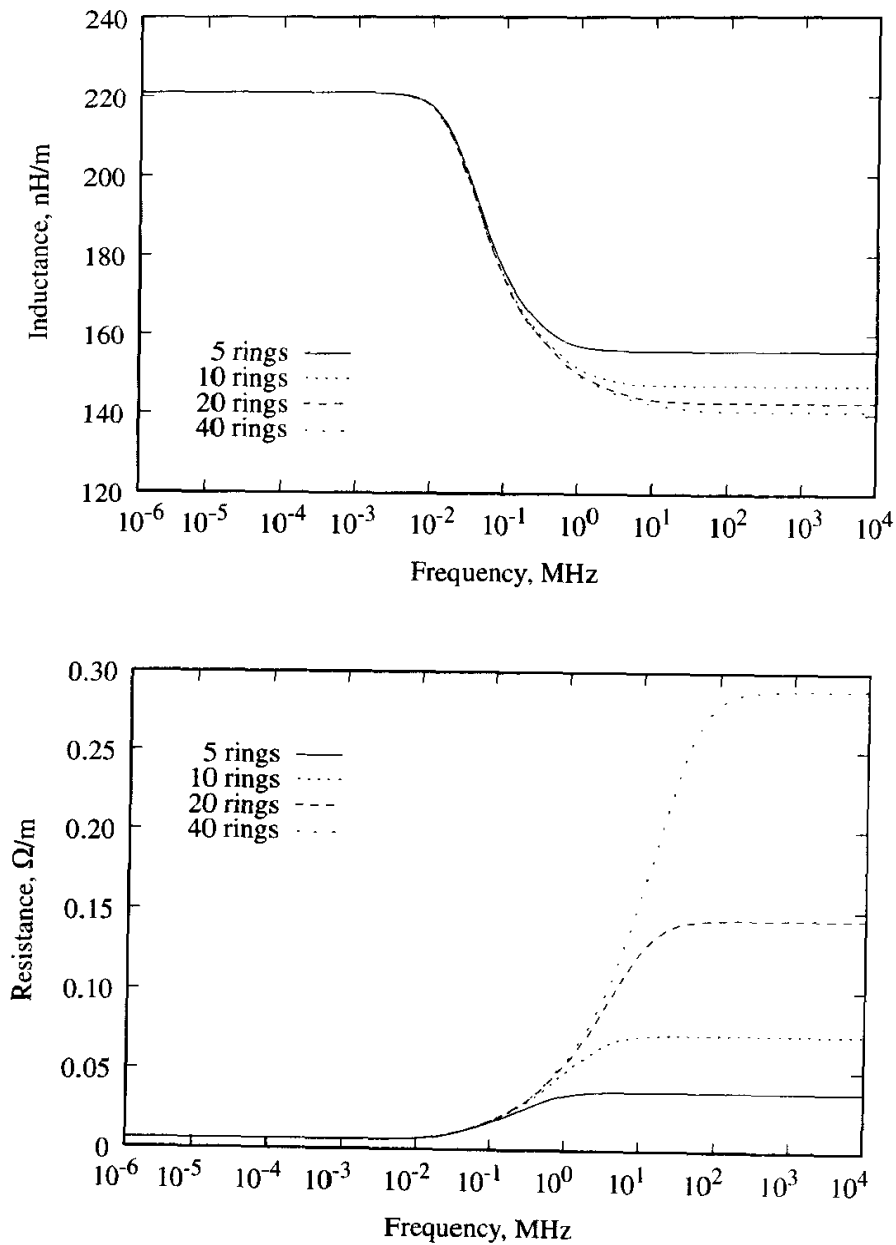 240
220
200
180
160
140
120
Inductance, nH/m
5 rings
10 rings
20 rings
40 rings
10⁻⁶ 10⁻⁵ 10⁻⁴ 10⁻³ 10⁻² 10⁻¹ 10⁰ 10¹ 10² 10³ 10⁴
Frequency, MHz
0.30
0.25
0.20
0.15
0.10
0.05
0
Resistance, Ω/m
5 rings
10 rings
20 rings
40 rings
10⁻⁶ 10⁻⁵ 10⁻⁴ 10⁻³ 10⁻² 10⁻¹ 10⁰ 10¹ 10² 10³ 10⁴
Frequency, MHz